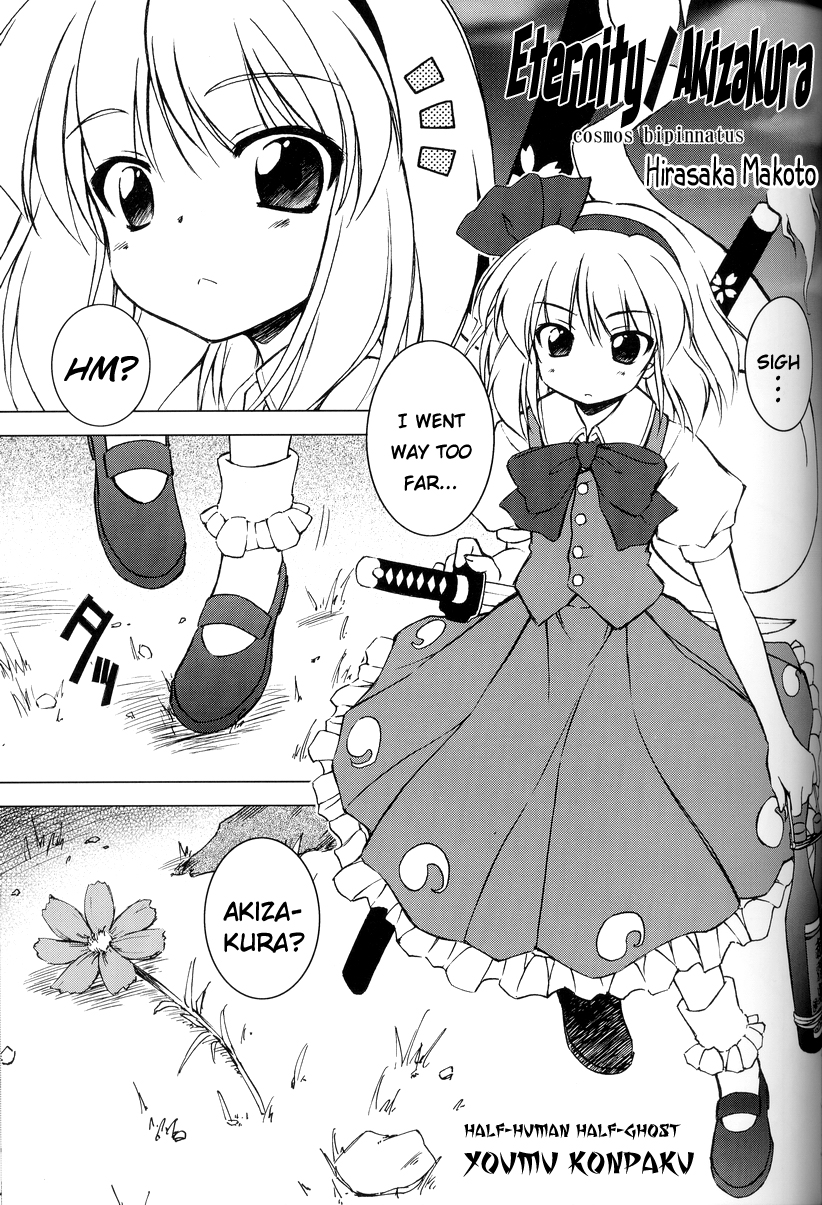 Eternity / Akizakura
cosmos bipinnatus
Hirasaka Makoto
SIGH
...
I WENT
WAY TOO
FAR...
HM?
ダッ
AKIZA-
KURA?
HALF-HUMAN HALF-GHOST
YOUMU KONPAKU